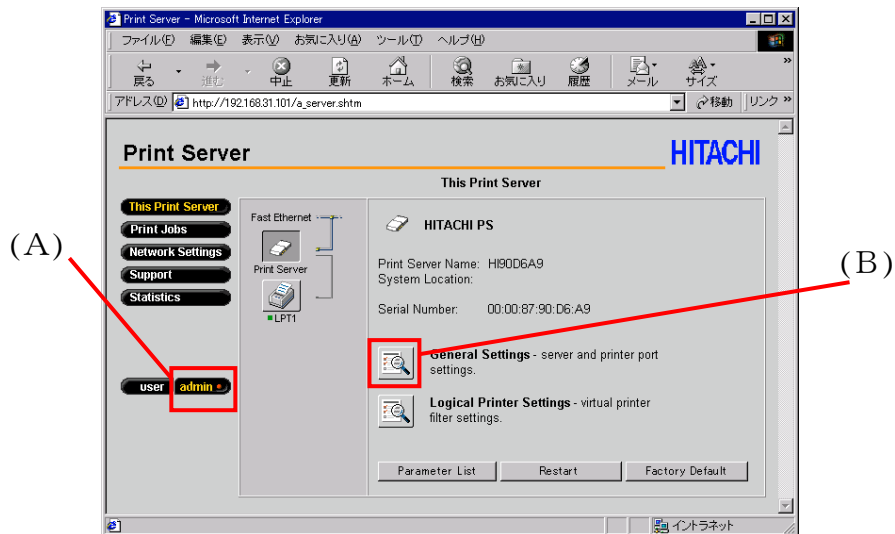 Print Server - Microsoft Internet Explorer
ファイル(F) 編集(E) 表示(V) お気に入り(A) ツール(T) ヘルプ(H)
戻る 進む 中止 更新 ホーム 検索 お気に入り 履歴 メール サイズ »
アドレス(D) http://192.168.31.101/a_server.shtm 移動 リンク »
Print Server
HITACHI
This Print Server
This Print Server
Print Jobs
Network Settings
Support
Statistics
user admin
Fast Ethernet
Print Server
LPT1
HITACHI PS
Print Server Name: HI90D6A9
System Location:
Serial Number: 00:00:87:90:D6:A9
General Settings - server and printer port
settings.
Logical Printer Settings - virtual printer
filter settings.
Parameter List Restart Factory Default
イントラネット
(A)
(B)